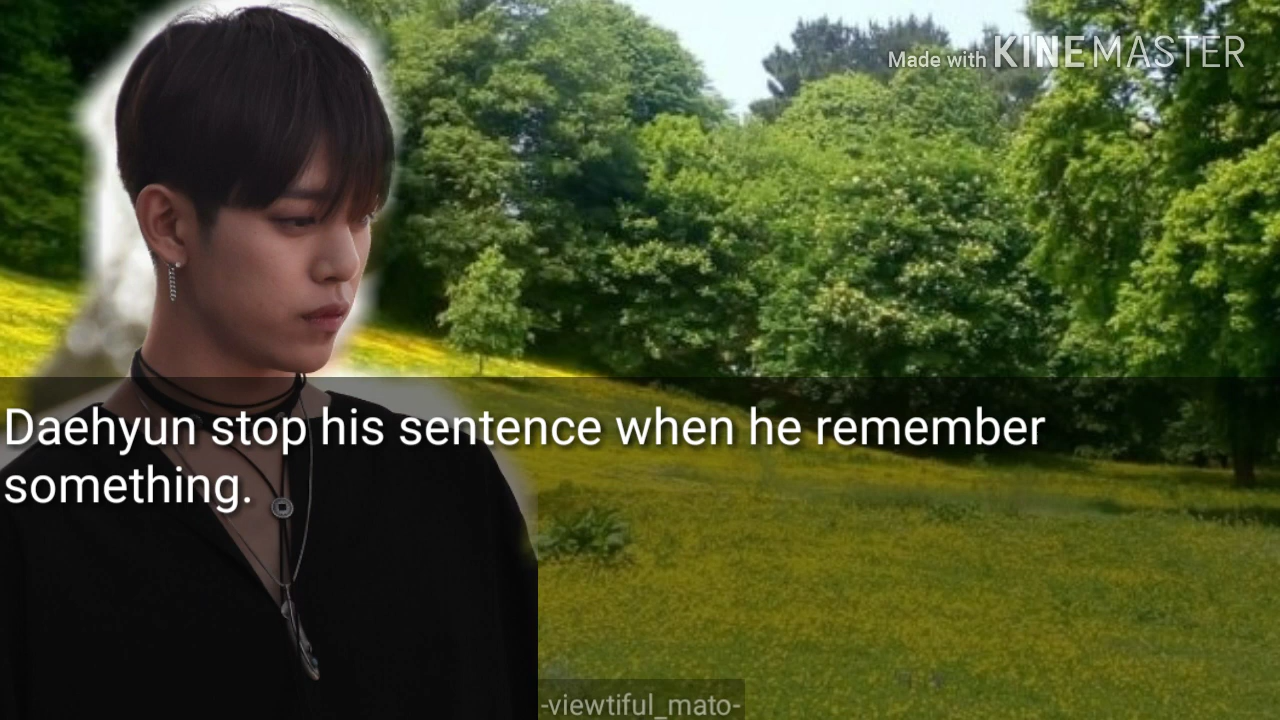 Made with KINEMASTER
Daehyun stop his sentence when he remember
something.
-viewtiful_mato-